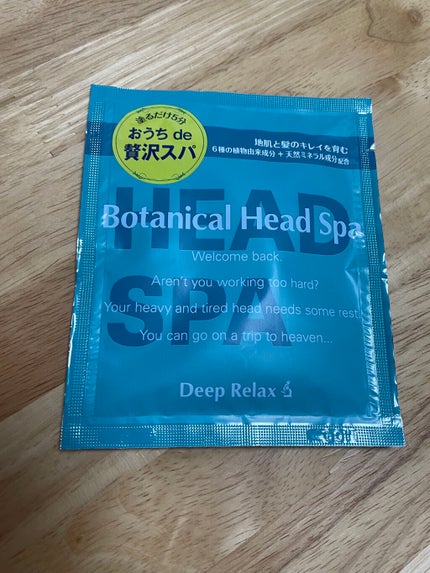 塗るだけ5分
おうち de
贅沢スパ
地肌と髪のキレイを育む
6種の植物由来成分 + 天然ミネラル成分配合
HEAD
Botanical Head Spa
Welcome back.
Aren't you working too hard?
Your heavy and tired head needs some rest
SPA
You can go on a trip to heaven...
Deep Relax